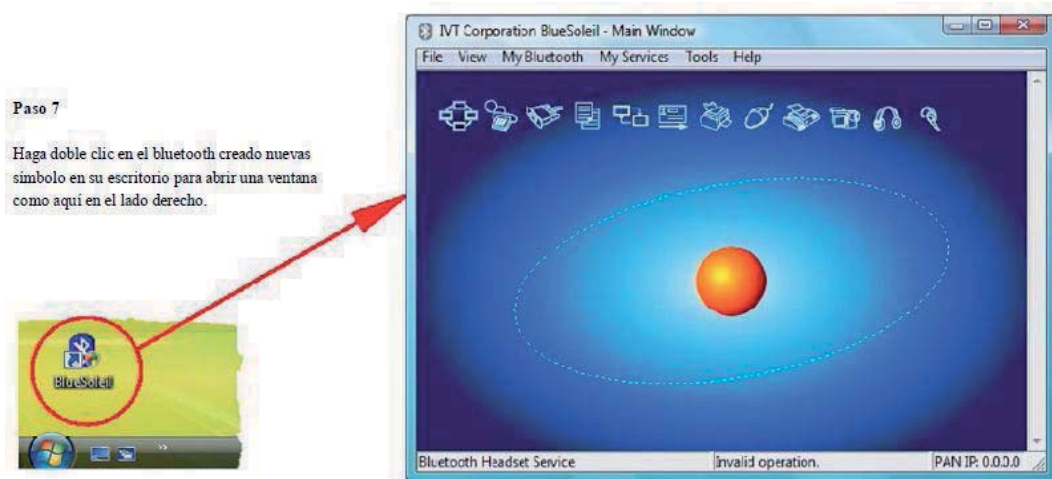 Paso 7
Haga doble clic en el bluetooth creado nuevas
símbolo en su escritorio para abrir una ventana
como aquí en el lado derecho.
BlueSoleil
IVT Corporation BlueSoleil - Main Window
File View My Bluetooth My Services Tools Help
Bluetooth Headset Service Invalid operation. PAN IP: 0.0.0.0